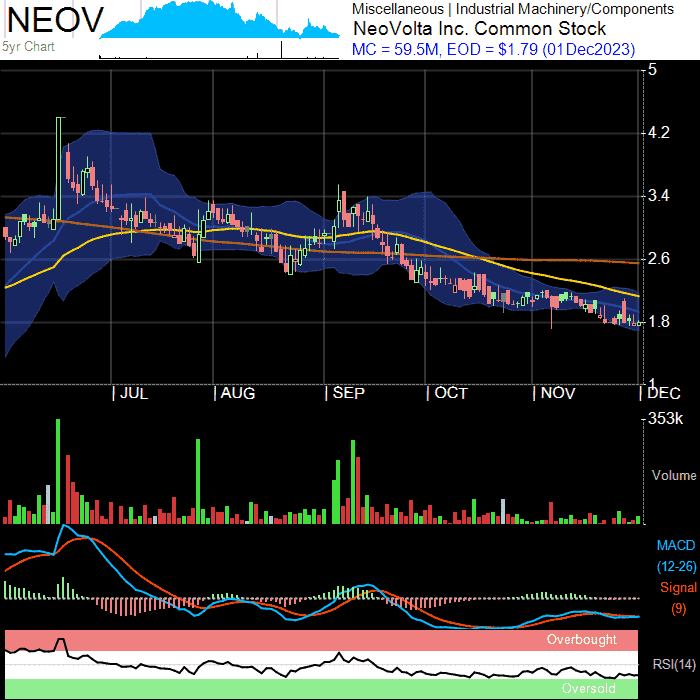 NEOV
5yr Chart
Miscellaneous | Industrial Machinery/Components
NeoVolta Inc. Common Stock
MC = 59.5M, EOD = $1.79 (01Dec2023)
5
4.2
3.4
2.6
1.8
1
| JUL | AUG | SEP | OCT | NOV | DEC
353k
Volume
MACD
(12-26)
Signal
(9)
Overbought
RSI(14)
Oversold